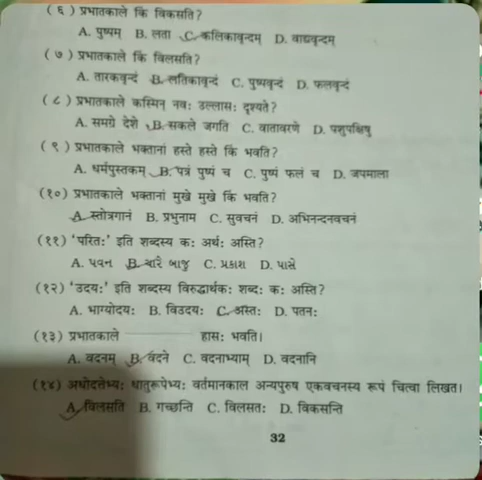 (६) प्रभातकाले किं विकसति?
A. पुष्पम् B. लता C. कलिकावृन्दम् D. वाद्यवृन्दम्
(७) प्रभातकाले किं विलसति?
A. तारकवृन्दं B. लतिकावृन्दं C. पुष्पवृन्दं D. फलवृन्दं
(८) प्रभातकाले कस्मिन् नवः उल्लासः दृश्यते?
A. समग्रे देशे B. सकले जगति C. वातावरणे D. पशुपक्षिषु
(९) प्रभातकाले भक्तानां हस्ते हस्ते किं भवति?
A. धर्मपुस्तकम् B. पत्रं पुष्पं च C. पुष्पं फलं च D. जपमाला
(१०) प्रभातकाले भक्तानां मुखे मुखे किं भवति?
A. स्तोत्रगानं B. प्रभुनाम C. सुवचनं D. अभिनन्दनवचनं
(११) 'परितः' इति शब्दस्य कः अर्थः अस्ति?
A. પવન B. ચારે બાજુ C. પ્રકાશ D. પાસે
(१२) 'उदयः' इति शब्दस्य विरुद्धार्थकः शब्दः कः अस्ति?
A. भाग्योदयः B. विउदयः C. अस्तः D. पतनः
(१३) प्रभातकाले ———— हासः भवति।
A. वदनम् B. वदने C. वदनाभ्याम् D. वदनानि
(१४) अधोदत्तेभ्यः धातुरूपेभ्यः वर्तमानकाल अन्यपुरुष एकवचनस्य रूपं चित्वा लिखत।
A. विलसति B. गच्छन्ति C. विलसतः D. विकसन्ति
32